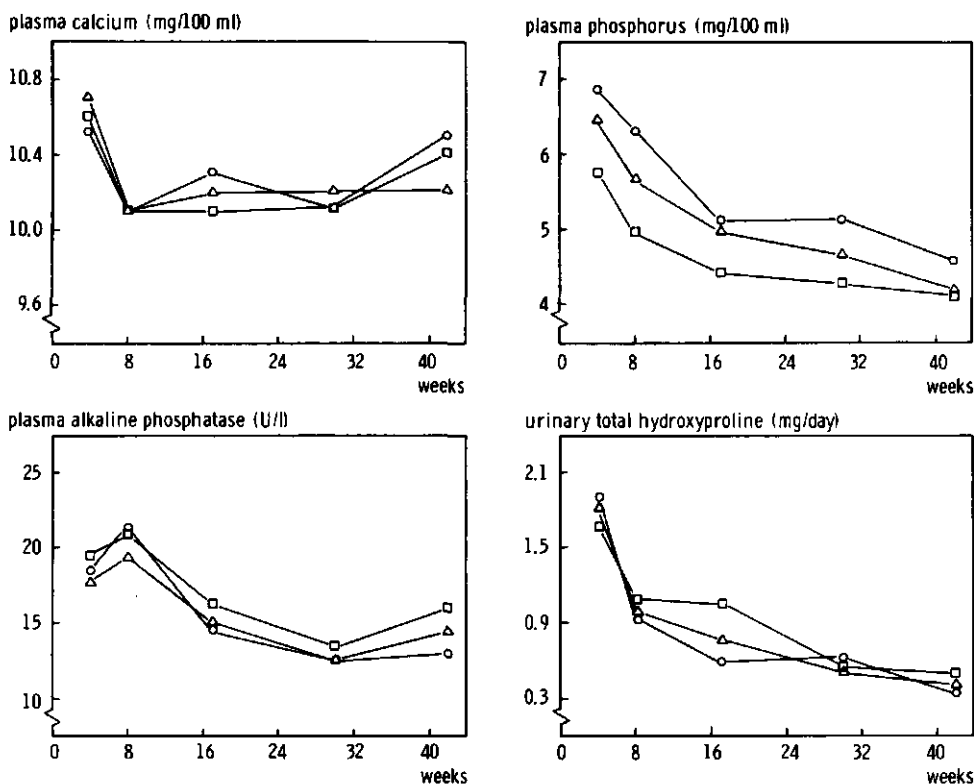 plasma calcium (mg/100 ml)
10.8
10.4
10.0
9.6
0 8 16 24 32 40
weeks
plasma phosphorus (mg/100 ml)
7
6
5
4
0 8 16 24 32 40
weeks
plasma alkaline phosphatase (U/l)
25
20
15
10
0 8 16 24 32 40
weeks
urinary total hydroxyproline (mg/day)
2.1
1.5
0.9
0.3
0 8 16 24 32 40
weeks